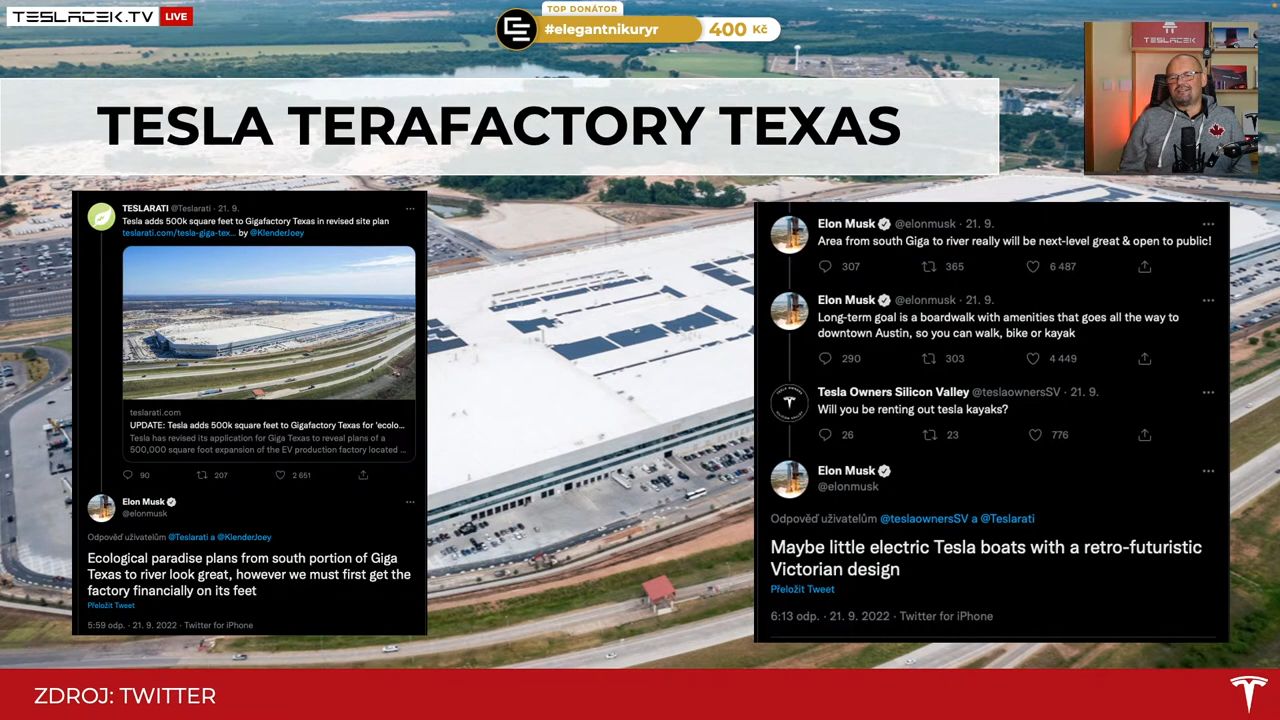 TESLACEK.TV LIVE
TOP DONÁTOR
#elegantnikuryr 400 Kč
TESLACEK
TESLA TERAFACTORY TEXAS
TESLARATI @Teslarati · 21. 9.
Tesla adds 500k square feet to Gigafactory Texas in revised site plan
teslarati.com/tesla-giga-tex... by @KlenderJoey
teslarati.com
UPDATE: Tesla adds 500k square feet to Gigafactory Texas for 'ecolo...
Tesla has revised its application for Giga Texas to reveal plans of a
500,000 square foot expansion of the EV production factory located ...
90 207 2 651
Elon Musk
@elonmusk
Odpověď uživatelům @Teslarati a @KlenderJoey
Ecological paradise plans from south portion of Giga
Texas to river look great, however we must first get the
factory financially on its feet
Přeložit Tweet
5:59 odp. · 21. 9. 2022 · Twitter for iPhone
Elon Musk @elonmusk · 21. 9.
Area from south Giga to river really will be next-level great & open to public!
307 365 6 487
Elon Musk @elonmusk · 21. 9.
Long-term goal is a boardwalk with amenities that goes all the way to
downtown Austin, so you can walk, bike or kayak
290 303 4 449
Tesla Owners Silicon Valley @teslaownersSV · 21. 9.
Will you be renting out tesla kayaks?
26 23 776
Elon Musk
@elonmusk
Odpověď uživatelům @teslaownersSV a @Teslarati
Maybe little electric Tesla boats with a retro-futuristic
Victorian design
Přeložit Tweet
6:13 odp. · 21. 9. 2022 · Twitter for iPhone
ZDROJ: TWITTER